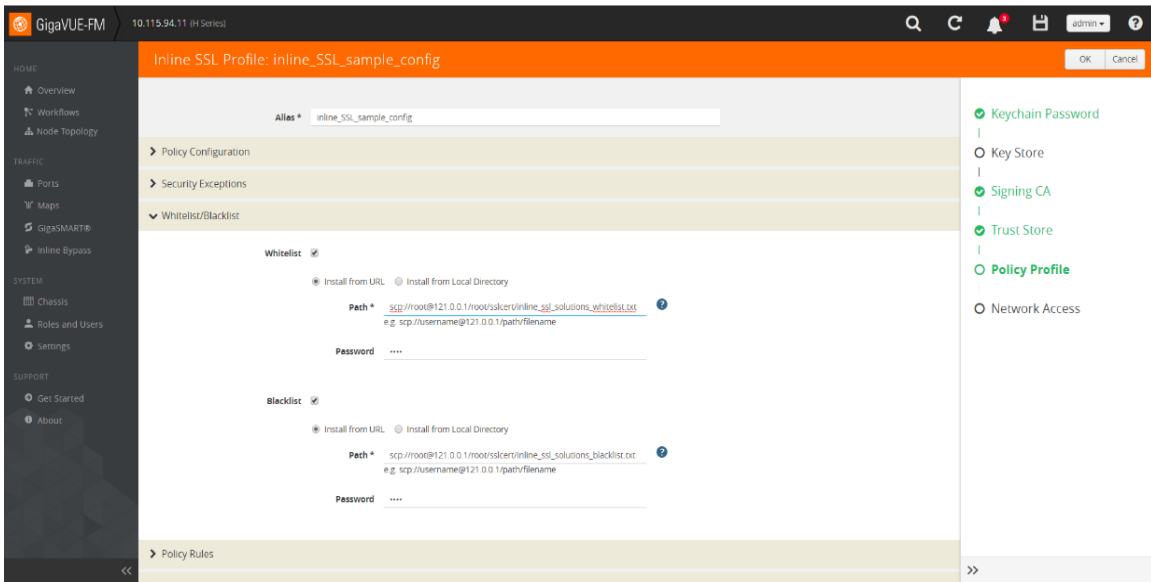 GigaVUE-FM
10.115.94.11 (H Series)
3
admin
?
Inline SSL Profile: inline_SSL_sample_config
OK
Cancel
HOME
Overview
Workflows
Node Topology
TRAFFIC
Ports
Maps
GigaSMART®
Inline Bypass
SYSTEM
Chassis
Roles and Users
Settings
SUPPORT
Get Started
About
Alias *
inline_SSL_sample_config
Policy Configuration
Security Exceptions
Whitelist/Blacklist
Whitelist
Install from URL
Install from Local Directory
Path *
scp://root@121.0.0.1/root/sslcert/inline_ssl_solutions_whitelist.txt
?
e.g. scp://username@121.0.0.1/path/filename
Password
••••
Blacklist
Install from URL
Install from Local Directory
Path *
scp://root@121.0.0.1/root/sslcert/inline_ssl_solutions_blacklist.txt
?
e.g. scp://username@121.0.0.1/path/filename
Password
••••
Policy Rules
Keychain Password
Key Store
Signing CA
Trust Store
Policy Profile
Network Access